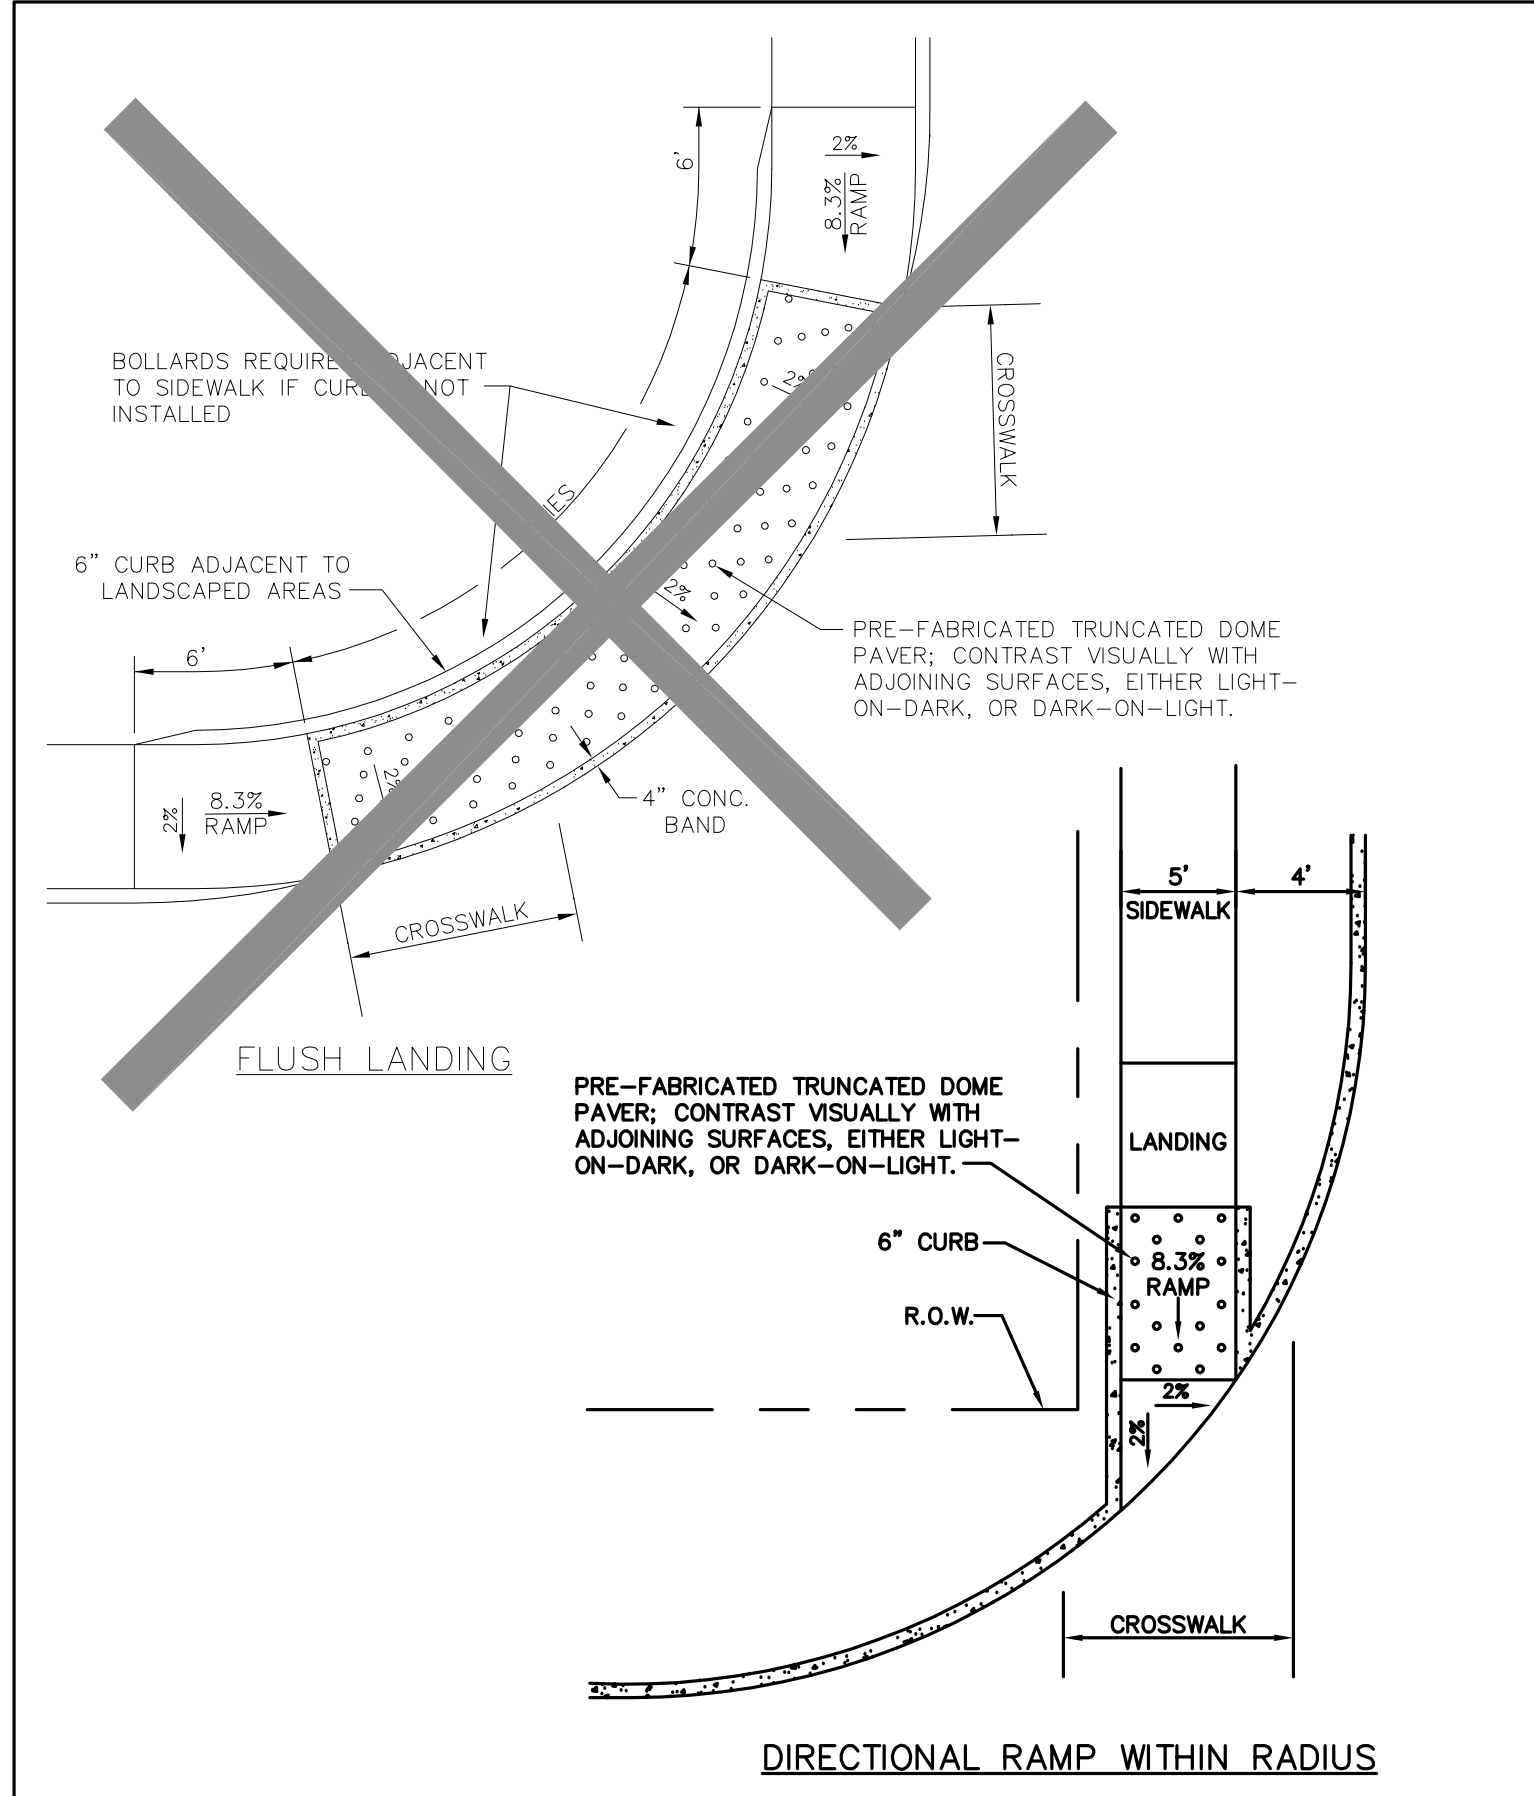 6'
2%
8.3%
RAMP
BOLLARDS
TO SIDEWALK IF NOT
INSTALLED
2%
CROSSWALK
6" CURB ADJACENT TO
LANDSCAPED AREAS
2%
6'
PRE-FABRICATED TRUNCATED DOME
PAVER; CONTRAST VISUALLY WITH
ADJOINING SURFACES, EITHER LIGHT-
ON-DARK, OR DARK-ON-LIGHT.
2%
2%
8.3%
RAMP
4" CONC.
BAND
CROSSWALK
FLUSH LANDING
5'
4'
SIDEWALK
PRE-FABRICATED TRUNCATED DOME
PAVER; CONTRAST VISUALLY WITH
ADJOINING SURFACES, EITHER LIGHT-
ON-DARK, OR DARK-ON-LIGHT.
LANDING
6" CURB
8.3%
RAMP
R.O.W.
2%
2%
CROSSWALK
DIRECTIONAL RAMP WITHIN RADIUS